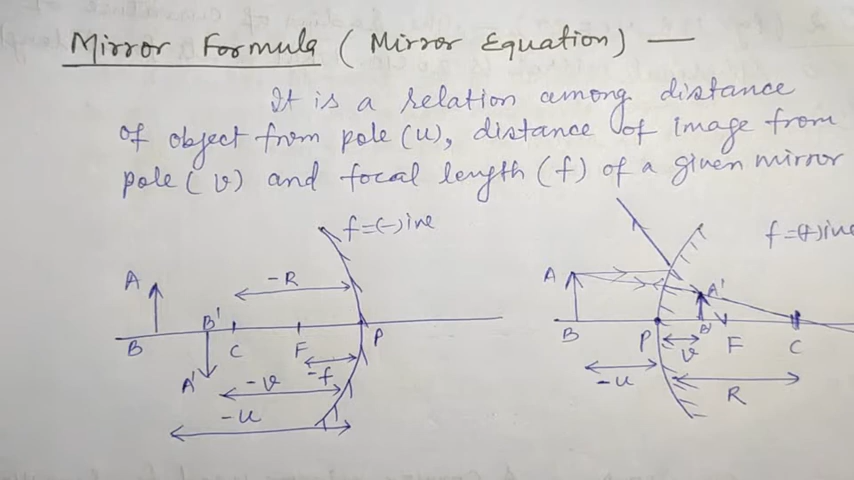 Mirror Formula (Mirror Equation) —
It is a relation among distance
of object from pole (u), distance of image from
pole (v) and focal length (f) of a given mirror
f=(-)ive
f=(+)ive
A
-R
B
B'
C
F
P
A'
-f
-v
-u
A
A'
B
P
B'
F
C
v
-u
R